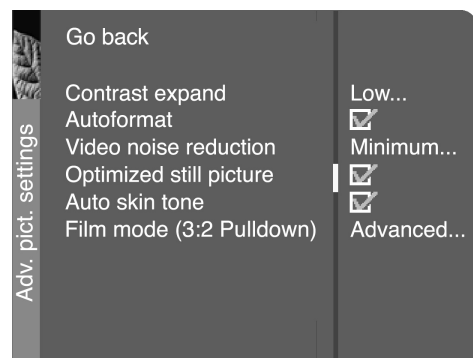 Adv. pict. settings
Go back
Contrast expand Low...
Autoformat
Video noise reduction Minimum...
Optimized still picture
Auto skin tone
Film mode (3:2 Pulldown) Advanced...